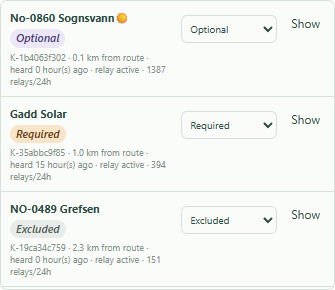 No-0860 Sognsvann
Optional
Optional
Show
K-1b4063f302 · 0.1 km from route ·
heard 0 hour(s) ago · relay active · 1387
relays/24h
Gadd Solar
Required
Required
Show
K-35abbc9f85 · 1.0 km from route ·
heard 15 hour(s) ago · relay active · 394
relays/24h
NO-0489 Grefsen
Excluded
Excluded
Show
K-19ca34c759 · 2.3 km from route ·
heard 0 hour(s) ago · relay active · 151
relays/24h